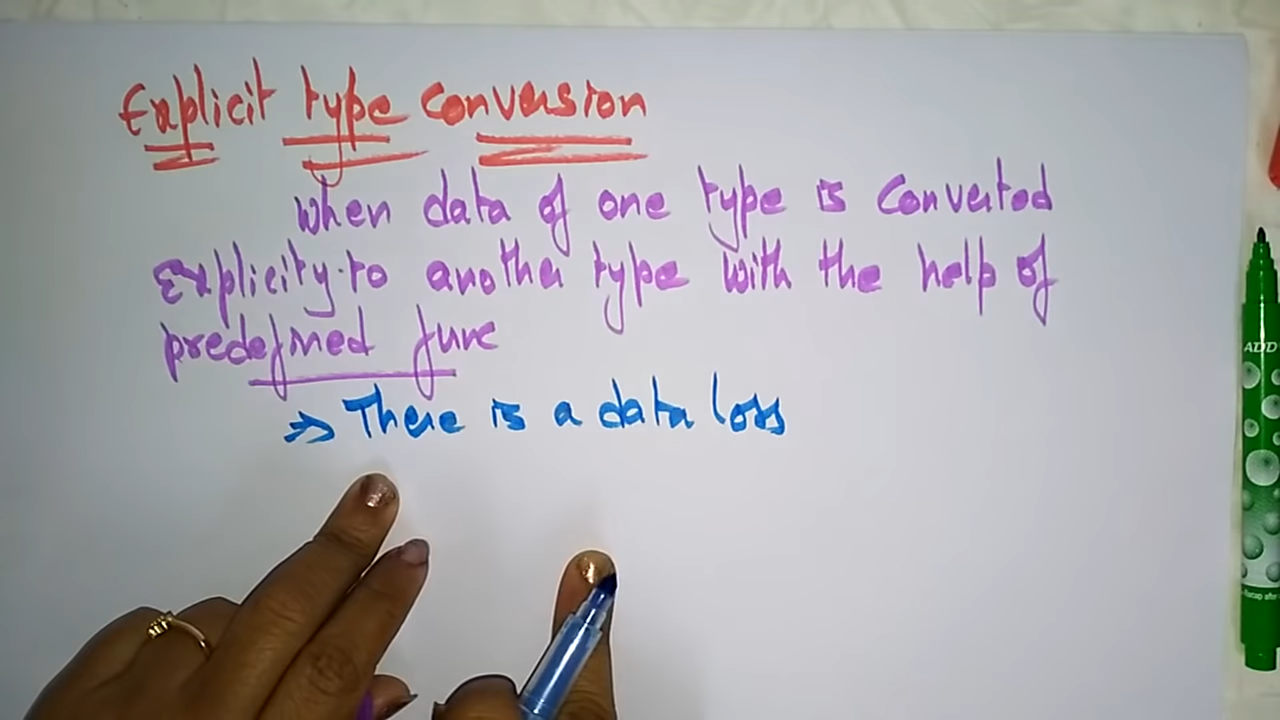 Explicit type conversion
When data of one type is Converted
Explicity to another type with the help of
predefined func
⇒ There is a data loss
ADD